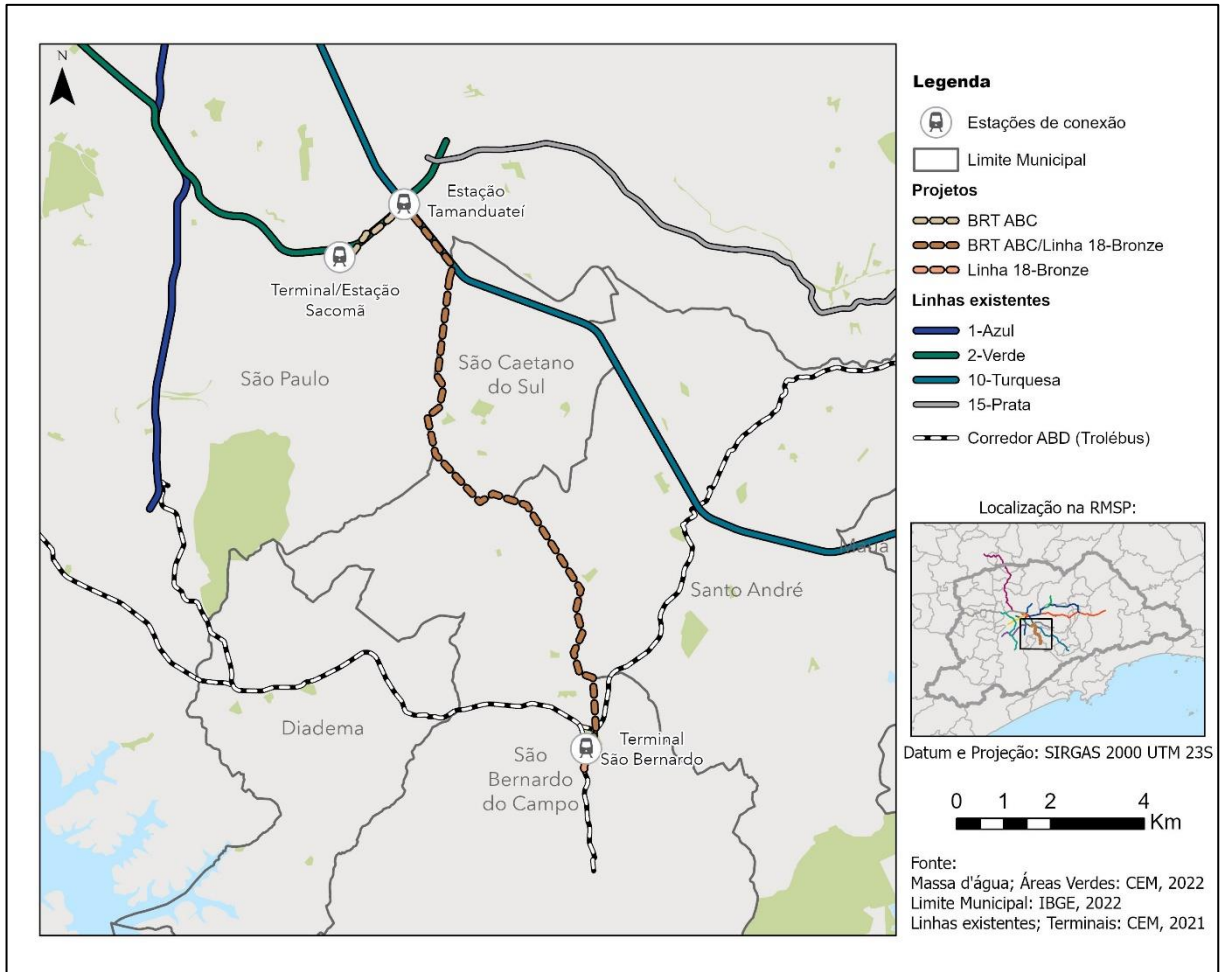 N
Estação
Tamanduateí
Terminal/Estação
Sacomã
São Paulo
São Caetano
do Sul
Mauá
Santo André
Diadema
Terminal
São Bernardo
São
Bernardo
do Campo
Legenda
Estações de conexão
Limite Municipal
Projetos
BRT ABC
BRT ABC/Linha 18-Bronze
Linha 18-Bronze
Linhas existentes
1-Azul
2-Verde
10-Turquesa
15-Prata
Corredor ABD (Trolébus)
Localização na RMSP:
Datum e Projeção: SIRGAS 2000 UTM 23S
0 1 2 4
Km
Fonte:
Massa d'água; Áreas Verdes: CEM, 2022
Limite Municipal: IBGE, 2022
Linhas existentes; Terminais: CEM, 2021